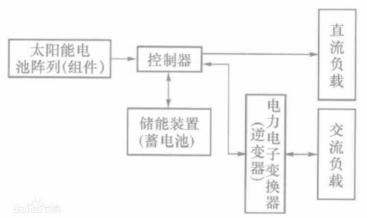 太阳能电
池阵列(组件)
控制器
直流负载
储能装置
(蓄电池)
电力电子变换器
(逆变器)
交流负载